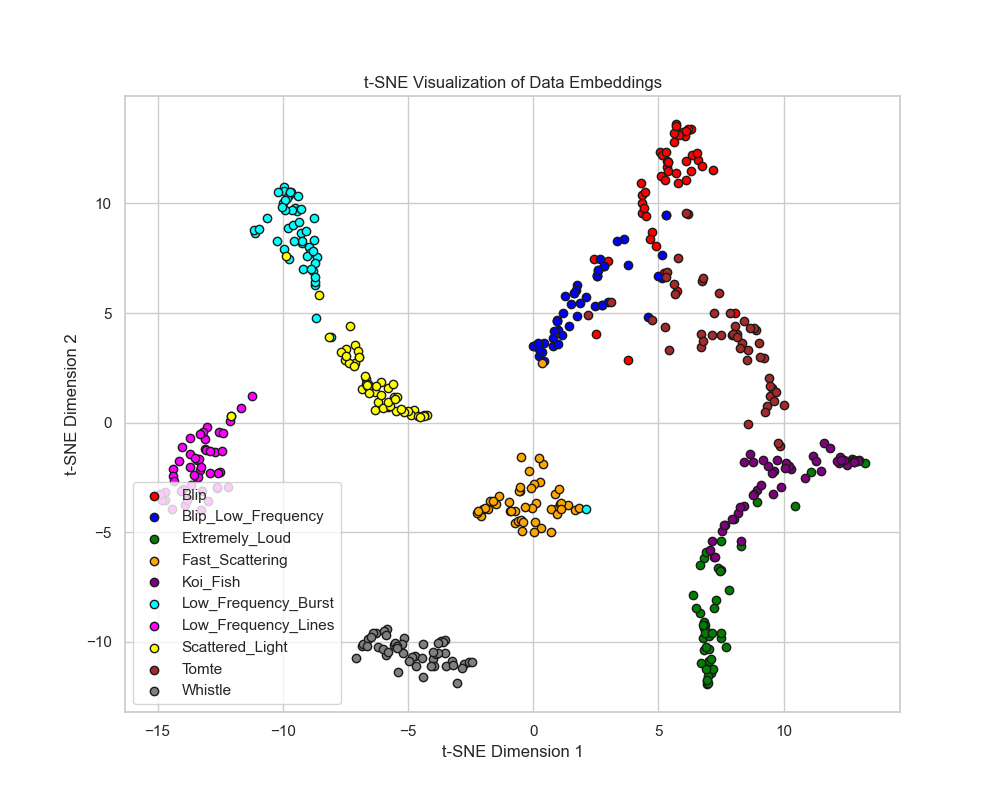 t-SNE Visualization of Data Embeddings
10
5
0
−5
−10
t-SNE Dimension 2
Blip
Blip_Low_Frequency
Extremely_Loud
Fast_Scattering
Koi_Fish
Low_Frequency_Burst
Low_Frequency_Lines
Scattered_Light
Tomte
Whistle
−15 −10 −5 0 5 10
t-SNE Dimension 1